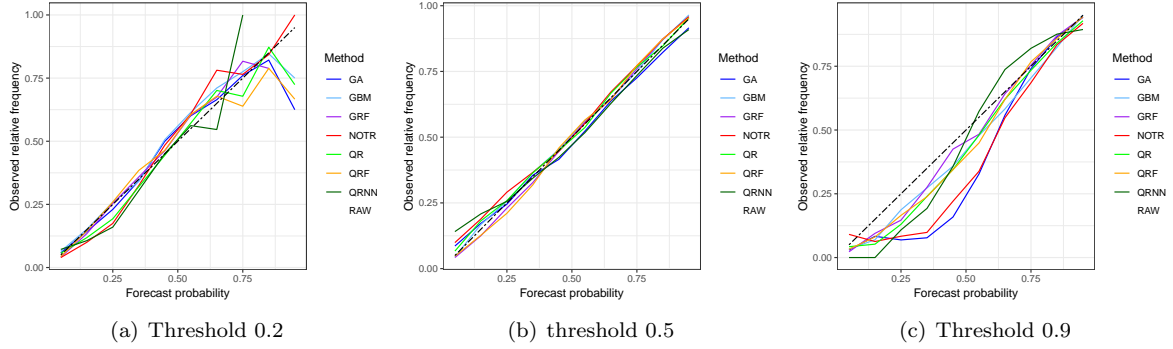 1.00
0.75
0.50
0.25
0.00
Observed relative frequency
0.25
0.50
0.75
Forecast probability
Method
GA
GBM
GRF
NOTR
QR
QRF
QRNN
RAW
(a) Threshold 0.2
1.00
0.75
0.50
0.25
0.00
Observed relative frequency
0.25
0.50
0.75
Forecast probability
Method
GA
GBM
GRF
NOTR
QR
QRF
QRNN
RAW
(b) threshold 0.5
0.75
0.50
0.25
0.00
Observed relative frequency
0.25
0.50
0.75
Forecast probability
Method
GA
GBM
GRF
NOTR
QR
QRF
QRNN
RAW
(c) Threshold 0.9